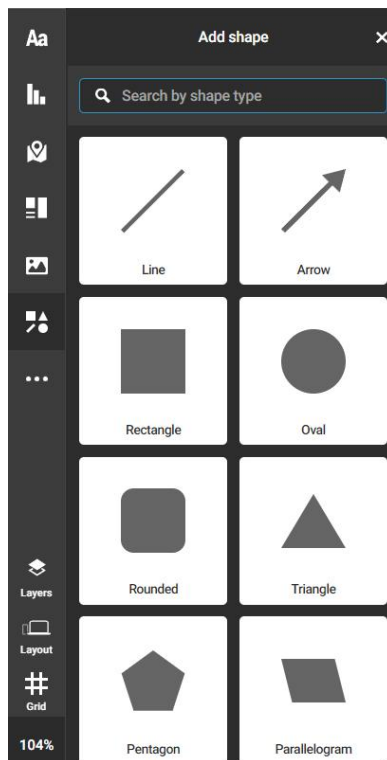 Aa
Add shape
Search by shape type
Line
Arrow
Rectangle
Oval
Rounded
Triangle
Pentagon
Parallelogram
Layers
Layout
Grid
104%